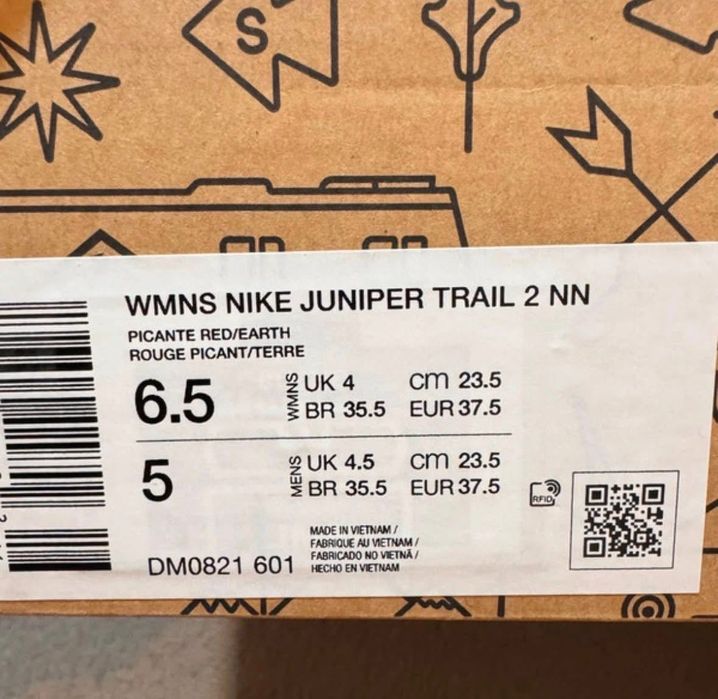 S
WMNS NIKE JUNIPER TRAIL 2 NN
PICANTE RED/EARTH
ROUGE PICANT/TERRE
6.5 WMNS UK 4 cm 23.5
BR 35.5 EUR 37.5
5 MENS UK 4.5 cm 23.5
BR 35.5 EUR 37.5
RFID
DM0821 601
MADE IN VIETNAM /
FABRIQUE AU VIETNAM /
FABRICADO NO VIETNÃ /
HECHO EN VIETNAM